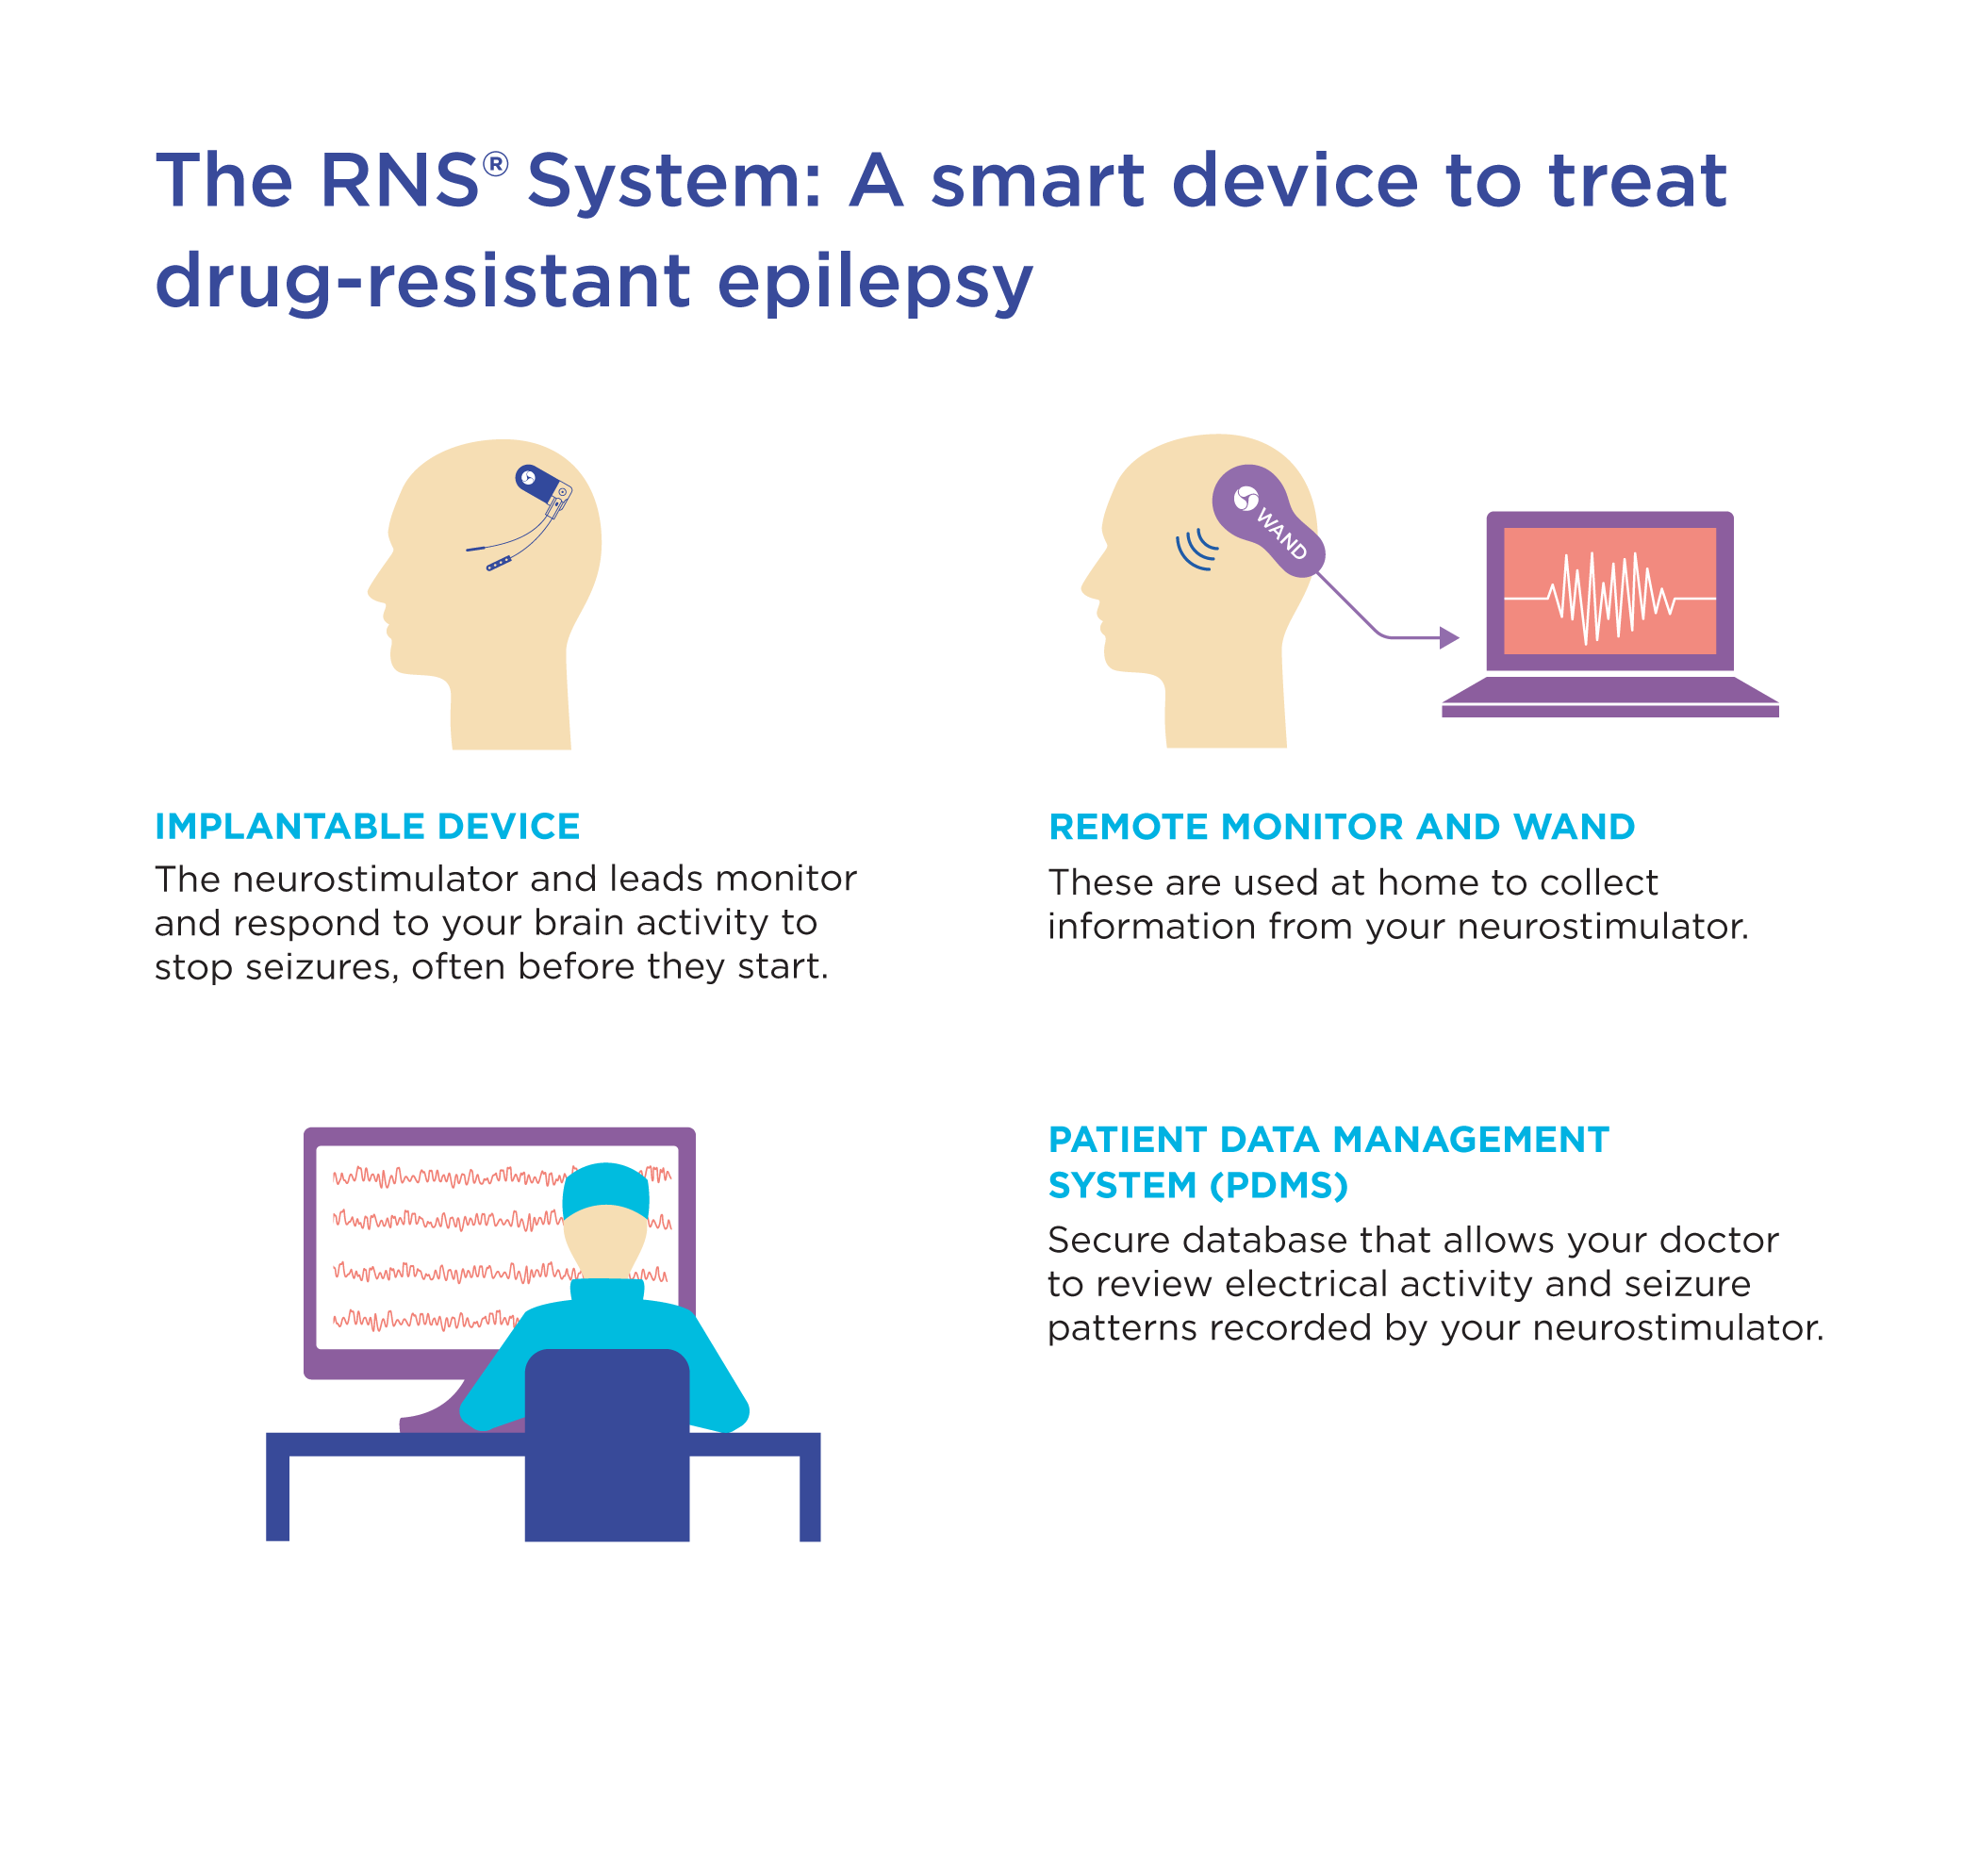 The RNS® System: A smart device to treat
drug-resistant epilepsy
WAND
IMPLANTABLE DEVICE
The neurostimulator and leads monitor
and respond to your brain activity to
stop seizures, often before they start.
REMOTE MONITOR AND WAND
These are used at home to collect
information from your neurostimulator.
PATIENT DATA MANAGEMENT
SYSTEM (PDMS)
Secure database that allows your doctor
to review electrical activity and seizure
patterns recorded by your neurostimulator.